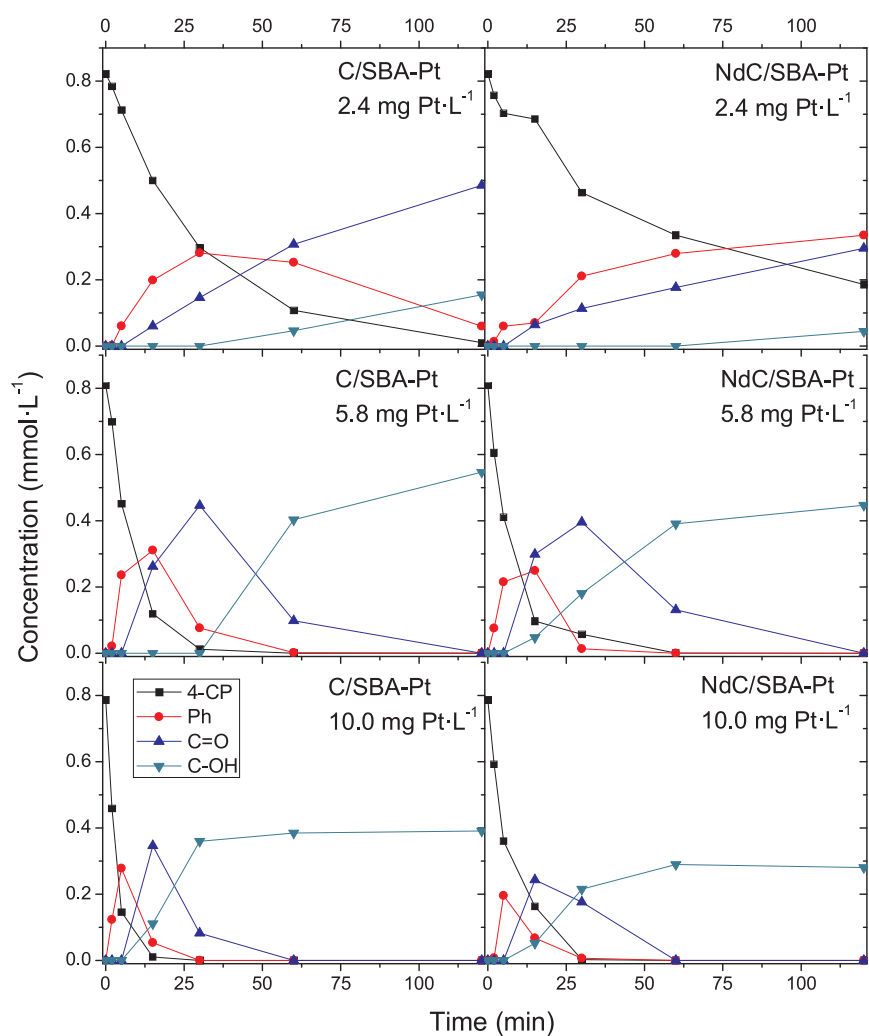 0 25 50 75 100 0 25 50 75 100
C/SBA-Pt
2.4 mg Pt·L⁻¹
NdC/SBA-Pt
2.4 mg Pt·L⁻¹
0.8
0.6
0.4
0.2
0.0
C/SBA-Pt
5.8 mg Pt·L⁻¹
NdC/SBA-Pt
5.8 mg Pt·L⁻¹
0.8
0.6
0.4
0.2
0.0
Concentration (mmol·L⁻¹)
C/SBA-Pt
10.0 mg Pt·L⁻¹
NdC/SBA-Pt
10.0 mg Pt·L⁻¹
4-CP
Ph
C=O
C-OH
0.8
0.6
0.4
0.2
0.0
0 25 50 75 100 0 25 50 75 100
Time (min)